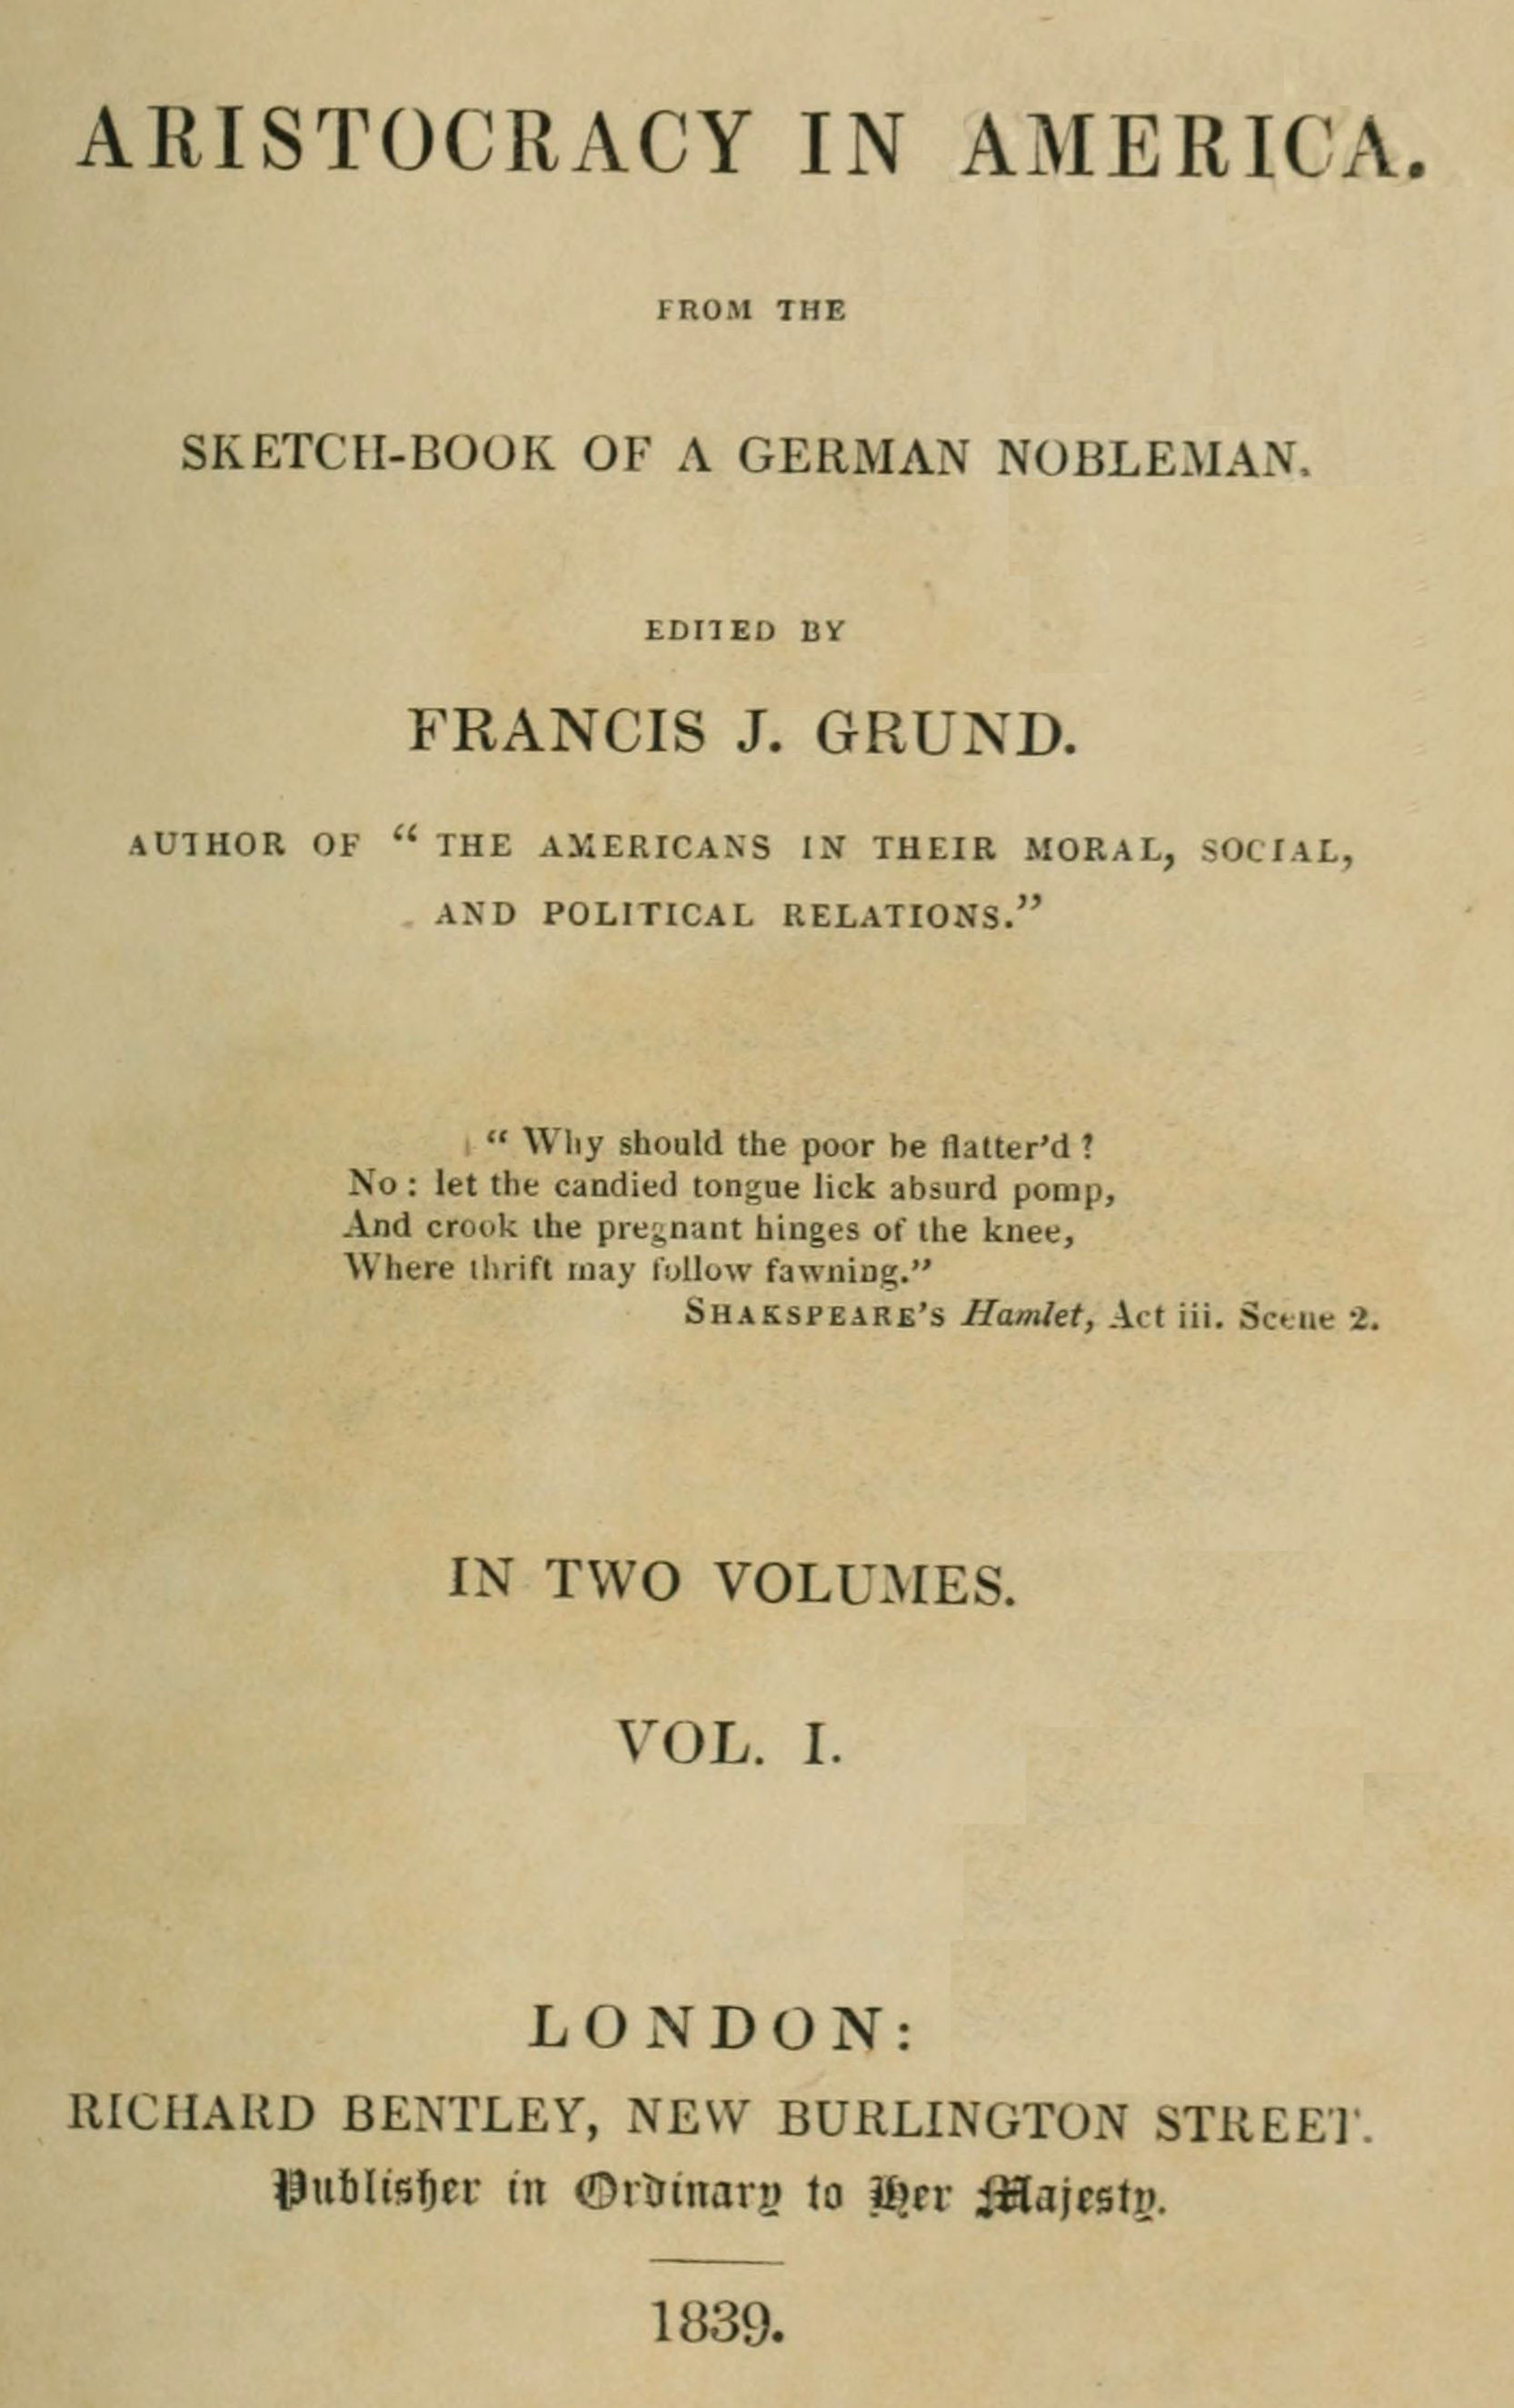 ARISTOCRACY IN AMERICA.
FROM THE
SKETCH-BOOK OF A GERMAN NOBLEMAN.
EDITED BY
FRANCIS J. GRUND.
AUTHOR OF “ THE AMERICANS IN THEIR MORAL, SOCIAL,
AND POLITICAL RELATIONS.”
“ Why should the poor be flatter’d ?
No : let the candied tongue lick absurd pomp,
And crook the pregnant hinges of the knee,
Where thrift may follow fawning.”
SHAKSPEARE’S Hamlet, Act iii. Scene 2.
IN TWO VOLUMES.
VOL. I.
LONDON:
RICHARD BENTLEY, NEW BURLINGTON STREET.
Publisher in Ordinary to Her Majesty.
1839.